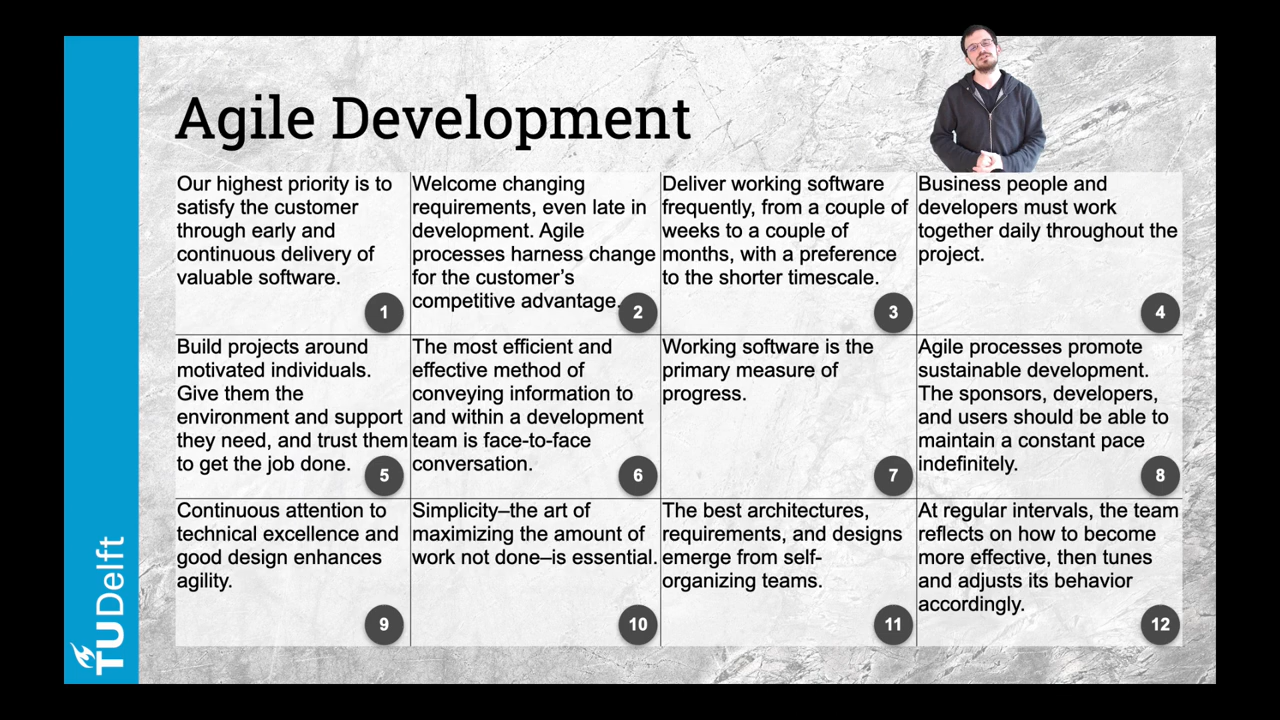 Agile Development
Our highest priority is to
satisfy the customer
through early and
continuous delivery of
valuable software.
1
Welcome changing
requirements, even late in
development. Agile
processes harness change
for the customer's
competitive advantage.
2
Deliver working software
frequently, from a couple of
weeks to a couple of
months, with a preference
to the shorter timescale.
3
Business people and
developers must work
together daily throughout the
project.
4
Build projects around
motivated individuals.
Give them the
environment and support
they need, and trust them
to get the job done.
5
The most efficient and
effective method of
conveying information to
and within a development
team is face-to-face
conversation.
6
Working software is the
primary measure of
progress.
7
Agile processes promote
sustainable development.
The sponsors, developers,
and users should be able to
maintain a constant pace
indefinitely.
8
Continuous attention to
technical excellence and
good design enhances
agility.
9
Simplicity–the art of
maximizing the amount of
work not done–is essential.
10
The best architectures,
requirements, and designs
emerge from self-
organizing teams.
11
At regular intervals, the team
reflects on how to become
more effective, then tunes
and adjusts its behavior
accordingly.
12
TUDelft